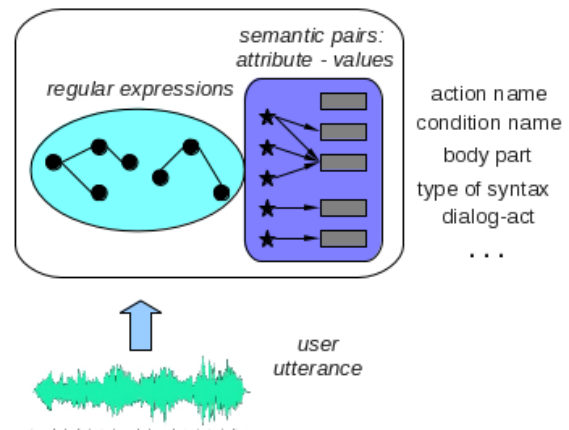 semantic pairs:
attribute - values
regular expressions
action name
condition name
body part
type of syntax
dialog-act
. . .
user
utterance